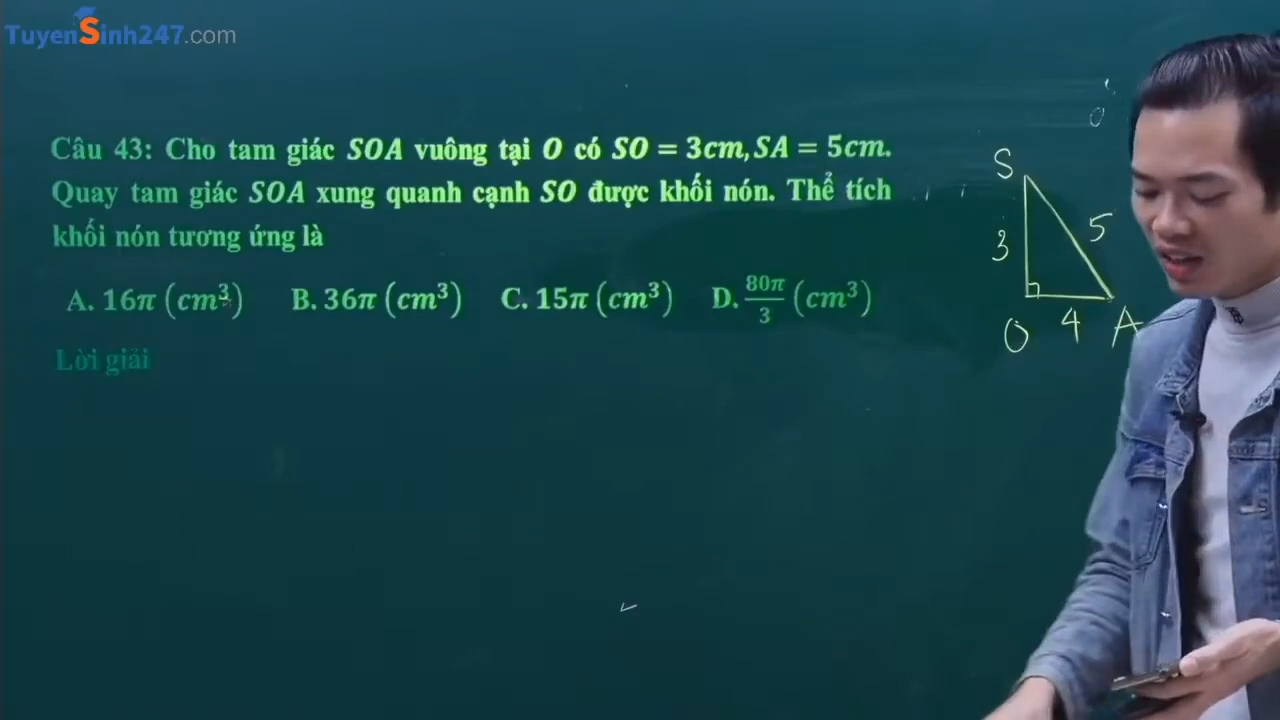 TuyenSinh247.com
Câu 43: Cho tam giác SOA vuông tại O có SO = 3cm, SA = 5cm.
Quay tam giác SOA xung quanh cạnh SO được khối nón. Thể tích
khối nón tương ứng là
A. 16π (cm³) B. 36π (cm³) C. 15π (cm³) D. 80π/3 (cm³)
Lời giải
S
3 5
O 4 A